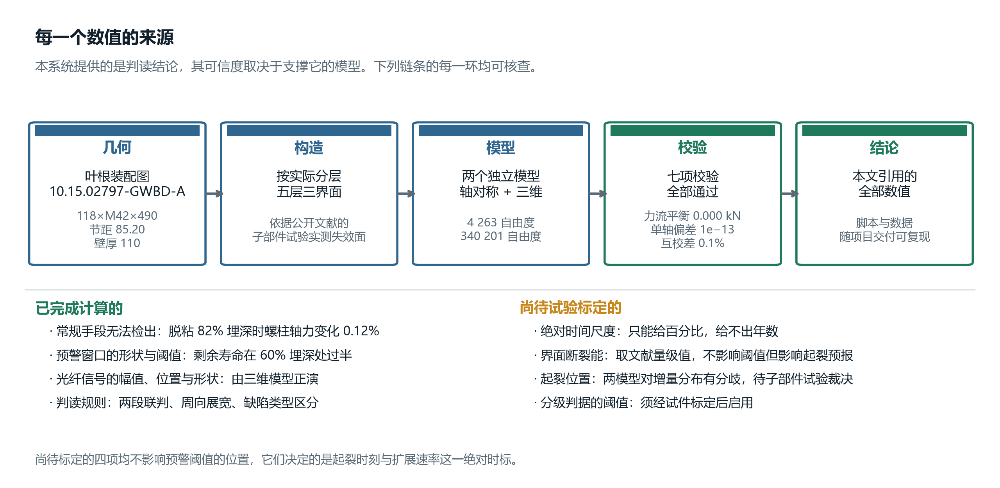 每一个数值的来源
本系统提供的是判读结论，其可信度取决于支撑它的模型。下列链条的每一环均可核查。
几何
叶根装配图
10.15.02797-GWBD-A
118×M42×490
节距 85.20
壁厚 110
构造
按实际分层
五层三界面
依据公开文献的
子部件试验实测失效面
模型
两个独立模型
轴对称 + 三维
4 263 自由度
340 201 自由度
校验
七项校验
全部通过
力流平衡 0.000 kN
单轴偏差 1e−13
互校差 0.1%
结论
本文引用的
全部数值
脚本与数据
随项目交付可复现
已完成计算的
· 常规手段无法检出：脱粘 82% 埋深时螺柱轴力变化 0.12%
· 预警窗口的形状与阈值：剩余寿命在 60% 埋深处过半
· 光纤信号的幅值、位置与形状：由三维模型正演
· 判读规则：两段联判、周向展宽、缺陷类型区分
尚待试验标定的
· 绝对时间尺度：只能给百分比，给不出年数
· 界面断裂能：取文献量级值，不影响阈值但影响起裂预报
· 起裂位置：两模型对增量分布有分歧，待子部件试验裁决
· 分级判据的阈值：须经试件标定后启用
尚待标定的四项均不影响预警阈值的位置，它们决定的是起裂时刻与扩展速率这一绝对时标。